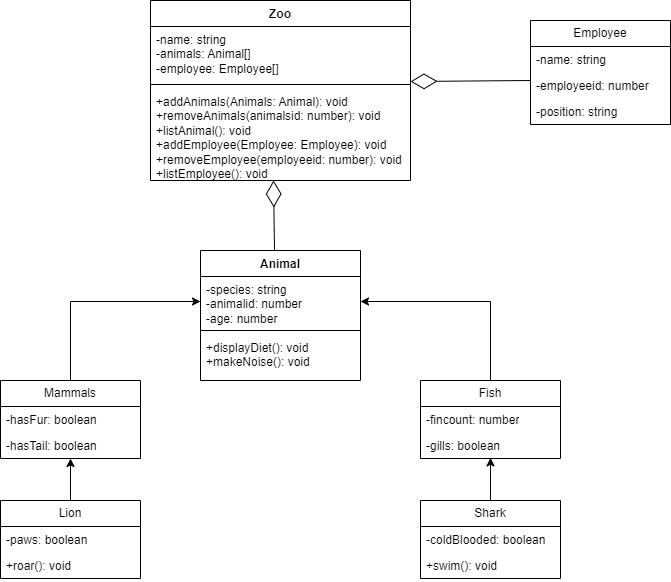 Zoo
-name: string
-animals: Animal[]
-employee: Employee[]
+addAnimals(Animals: Animal): void
+removeAnimals(animalsid: number): void
+listAnimal(): void
+addEmployee(Employee: Employee): void
+removeEmployee(employeeid: number): void
+listEmployee(): void
Employee
-name: string
-employeeid: number
-position: string
Animal
-species: string
-animalid: number
-age: number
+displayDiet(): void
+makeNoise(): void
Mammals
-hasFur: boolean
-hasTail: boolean
Fish
-fincount: number
-gills: boolean
Lion
-paws: boolean
+roar(): void
Shark
-coldBlooded: boolean
+swim(): void